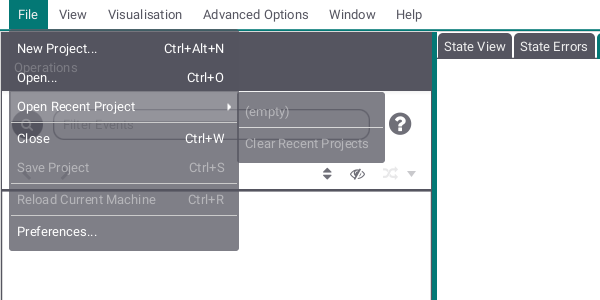 File View Visualisation Advanced Options Window Help
New Project... Ctrl+Alt+N
State View State Errors
Operations
Open... Ctrl+O
Open Recent Project
(empty)
Filter Events
Close Ctrl+W
Clear Recent Projects
Save Project Ctrl+S
Reload Current Machine Ctrl+R
Preferences...